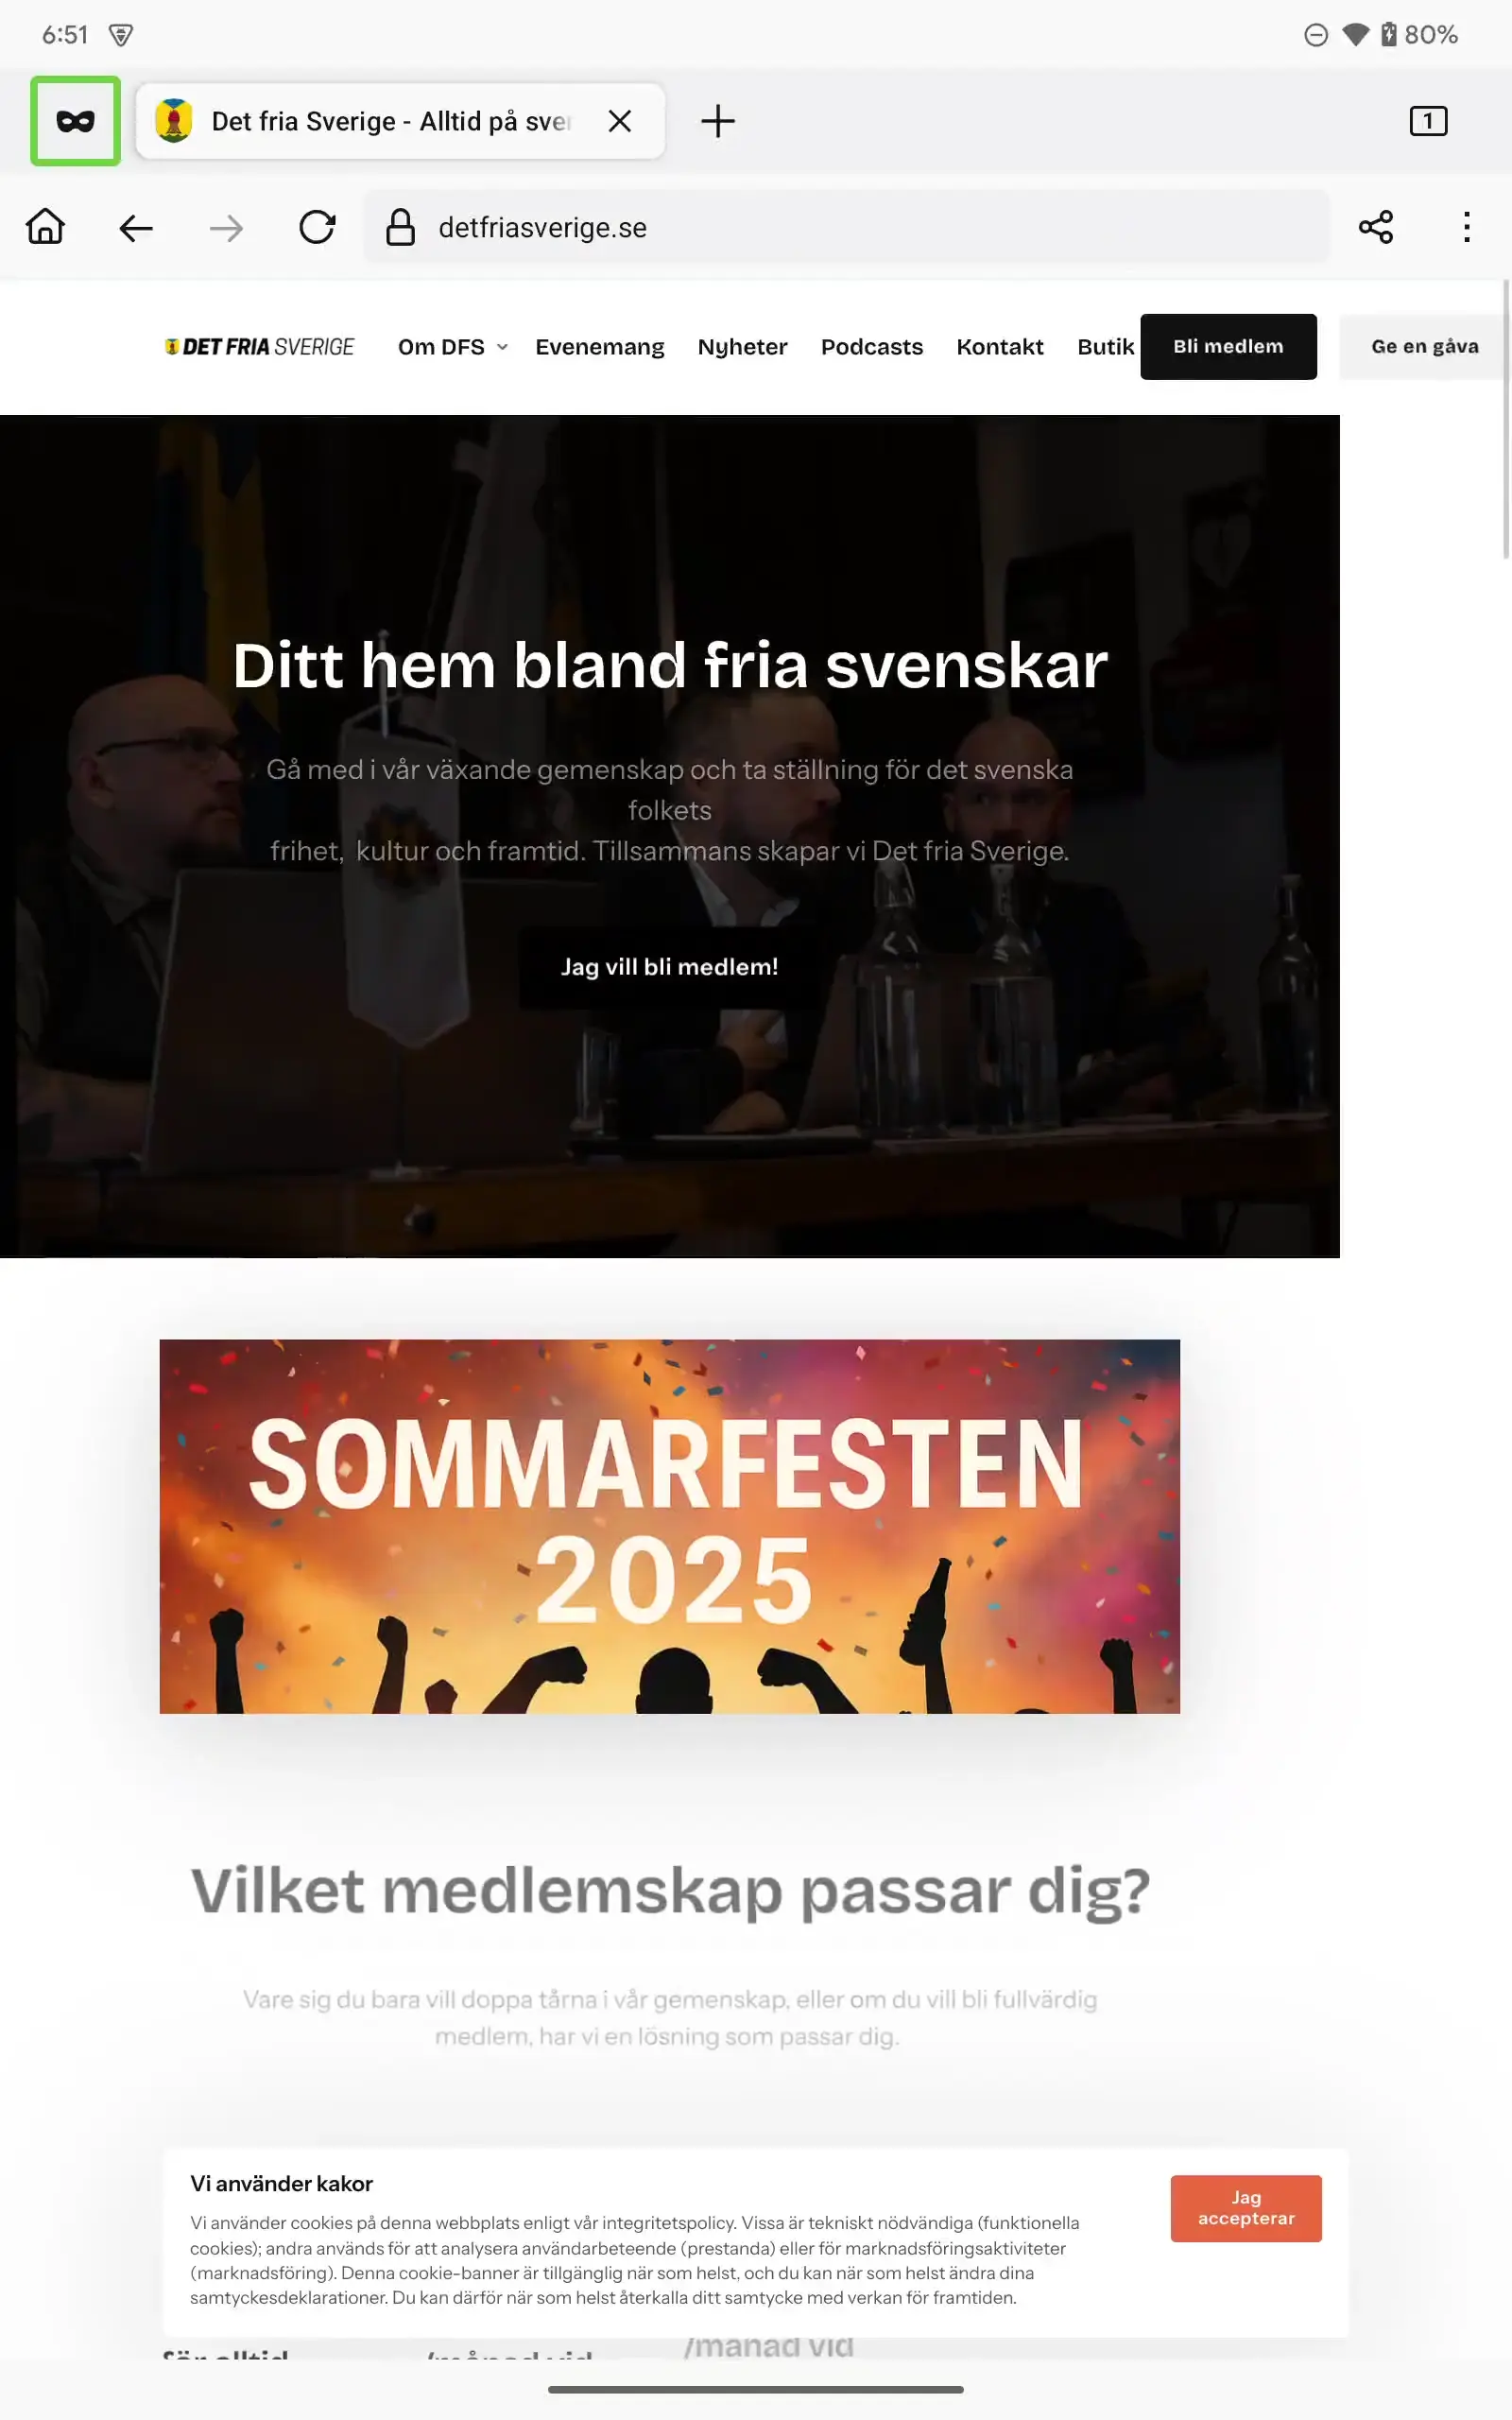 6:51
80%
Det fria Sverige - Alltid på sve
1
detfriasverige.se
DET FRIA SVERIGE Om DFS Evenemang Nyheter Podcasts Kontakt Butik Bli medlem Ge en gåva
Ditt hem bland fria svenskar
Gå med i vår växande gemenskap och ta ställning för det svenska
folkets
frihet, kultur och framtid. Tillsammans skapar vi Det fria Sverige.
Jag vill bli medlem!
SOMMARFESTEN
2025
Vilket medlemskap passar dig?
Vare sig du bara vill doppa tårna i vår gemenskap, eller om du vill bli fullvärdig
medlem, har vi en lösning som passar dig.
Vi använder kakor
Vi använder cookies på denna webbplats enligt vår integritetspolicy. Vissa är tekniskt nödvändiga (funktionella
cookies); andra används för att analysera användarbeteende (prestanda) eller för marknadsföringsaktiviteter
(marknadsföring). Denna cookie-banner är tillgänglig när som helst, och du kan när som helst ändra dina
samtyckesdeklarationer. Du kan därför när som helst återkalla ditt samtycke med verkan för framtiden.
Jag
accepterar
/månad vid